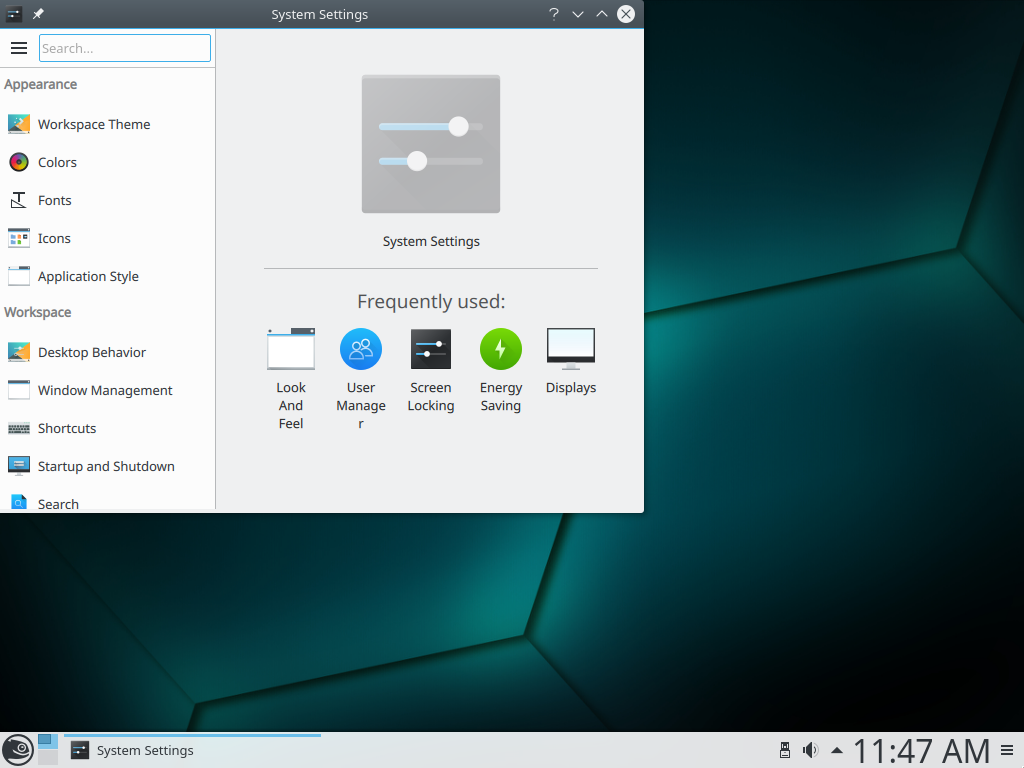 System Settings
Search...
Appearance
Workspace Theme
Colors
Fonts
Icons
Application Style
Workspace
Desktop Behavior
Window Management
Shortcuts
Startup and Shutdown
Search
System Settings
Frequently used:
Look
And
Feel
User
Manage
r
Screen
Locking
Energy
Saving
Displays
System Settings
11:47 AM